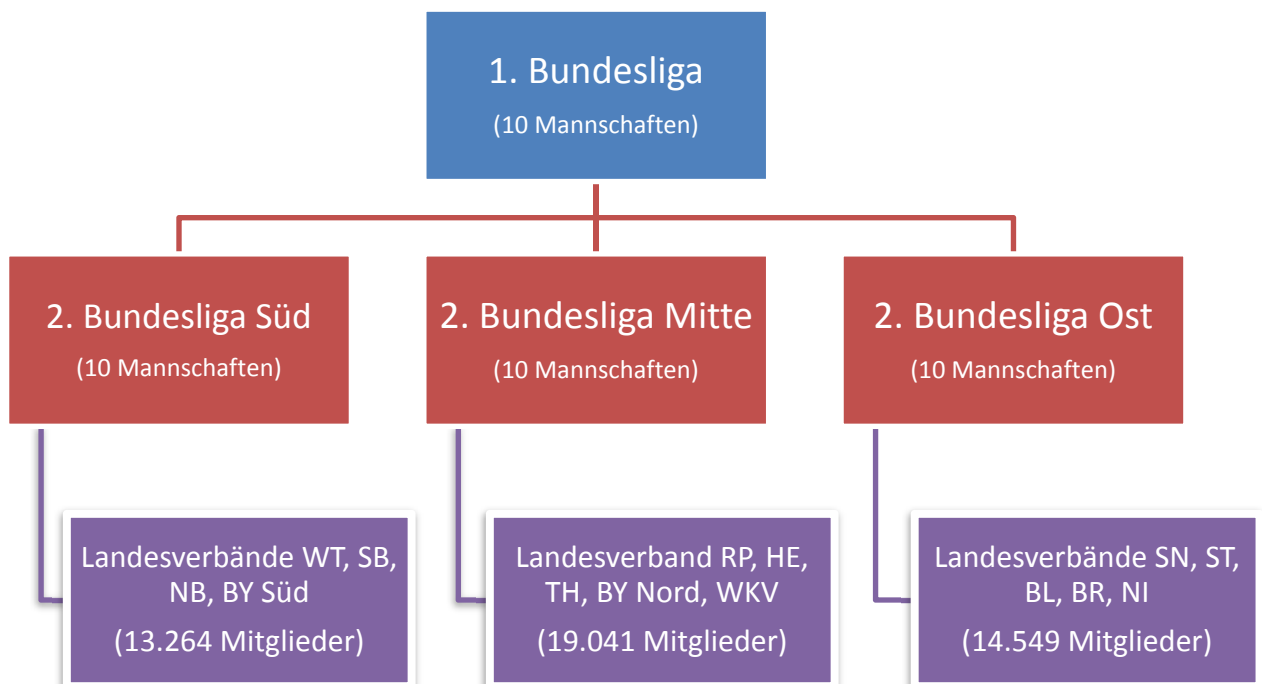 1. Bundesliga
(10 Mannschaften)
2. Bundesliga Süd
(10 Mannschaften)
2. Bundesliga Mitte
(10 Mannschaften)
2. Bundesliga Ost
(10 Mannschaften)
Landesverbände WT, SB,
NB, BY Süd
(13.264 Mitglieder)
Landesverband RP, HE,
TH, BY Nord, WKV
(19.041 Mitglieder)
Landesverbände SN, ST,
BL, BR, NI
(14.549 Mitglieder)